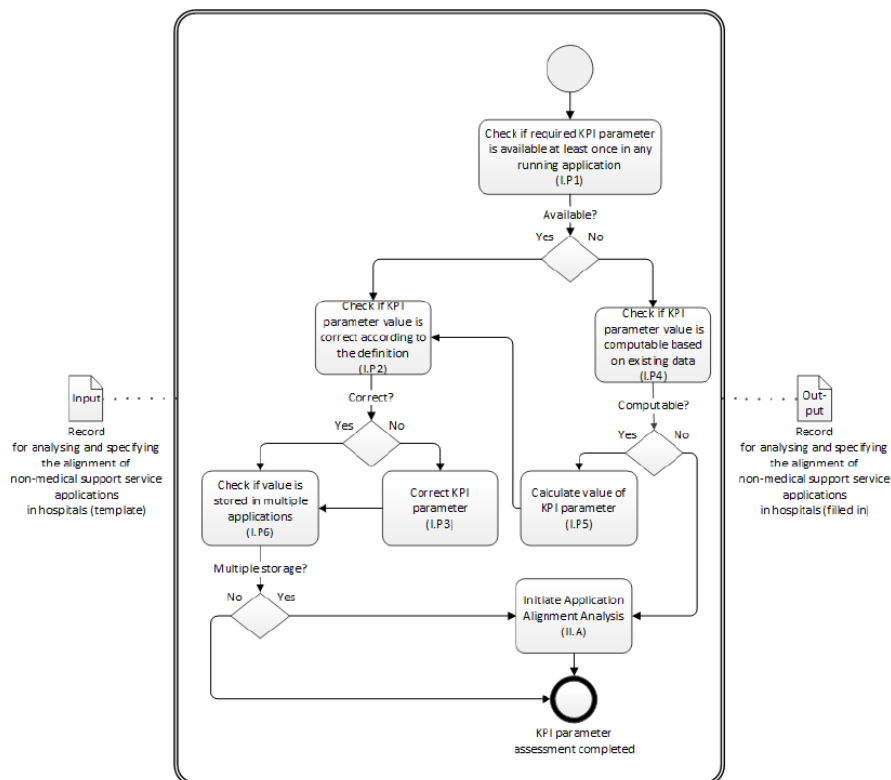 Check if required KPI parameter
is available at least once in any
running application
(I.P1)
Available?
Yes
No
Check if KPI
parameter value is
correct according to
the definition
(I.P2)
Check if KPI
parameter value is
computable based
on existing data
(I.P4)
Correct?
Yes
No
Computable?
Yes
No
Input
Record
for analysing and specifying
the alignment of
non-medical support service
applications
in hospitals (template)
Out-
put
Record
for analysing and specifying
the alignment of
non-medical support service
applications
in hospitals (filled in)
Check if value is
stored in multiple
applications
(I.P6)
Correct KPI
parameter
(I.P3)
Calculate value of
KPI parameter
(I.P5)
Multiple storage?
No
Yes
Initiate Application
Alignment Analysis
(II.A)
KPI parameter
assessment completed